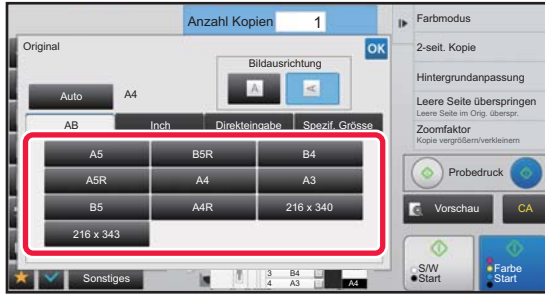 Anzahl Kopien 1
Original
OK
Bildausrichtung
A A
Auto A4
AB Inch Direkteingabe Spezif. Grösse
A5 B5R B4
A5R A4 A3
B5 A4R 216 x 340
216 x 343
Sonstiges
3 B4
4 A3
A4
Farbmodus
2-seit. Kopie
Hintergrundanpassung
Leere Seite überspringen
Leere Seite im Orig. überspr.
Zoomfaktor
Kopie vergrößern/verkleinern
Probedruck
Vorschau CA
S/W
Start
Farbe
Start